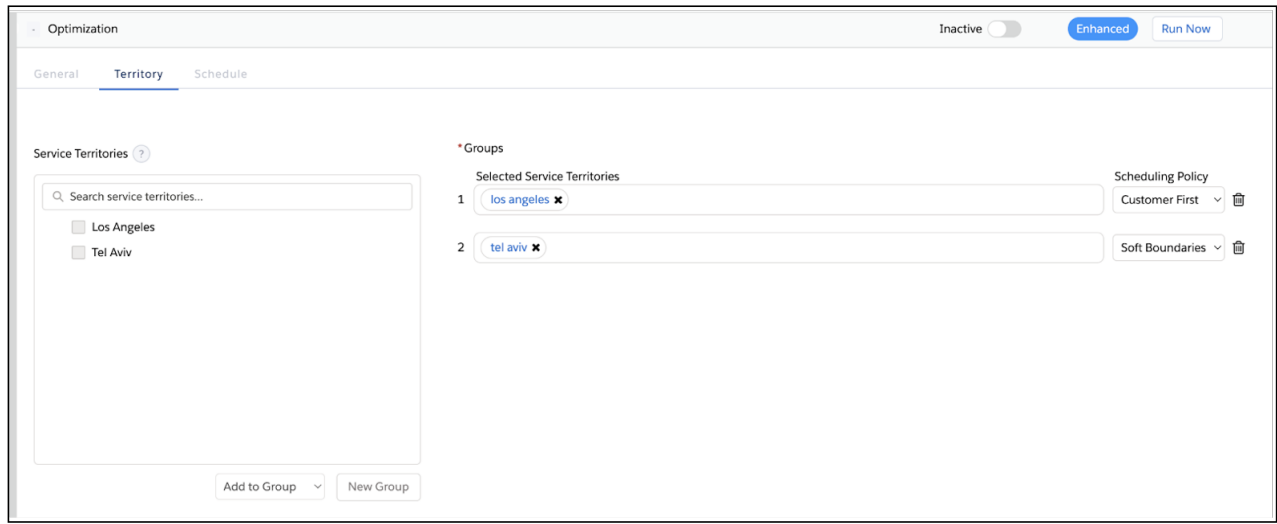 - Optimization Inactive Enhanced Run Now
General Territory Schedule
Service Territories ?
Search service territories...
Los Angeles
Tel Aviv
Add to Group New Group
*Groups
Selected Service Territories Scheduling Policy
1 los angeles ✖ Customer First
2 tel aviv ✖ Soft Boundaries